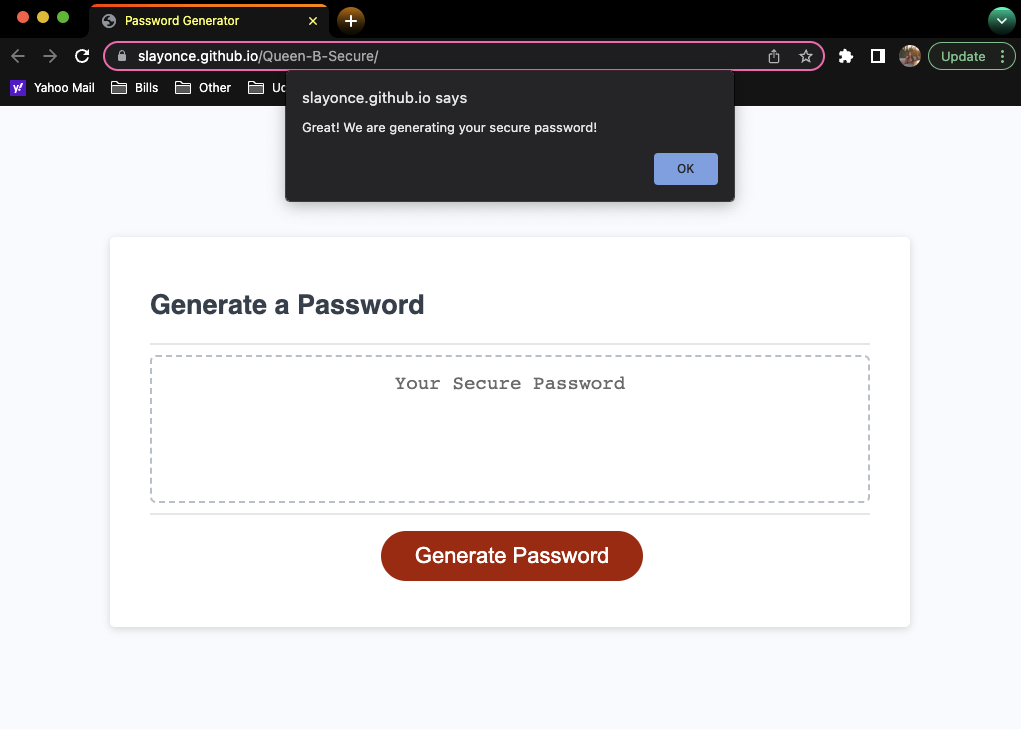 Password Generator
slayonce.github.io/Queen-B-Secure/
Update
y!
Yahoo Mail
Bills
Other
slayonce.github.io says
Great! We are generating your secure password!
OK
Generate a Password
Your Secure Password
Generate Password